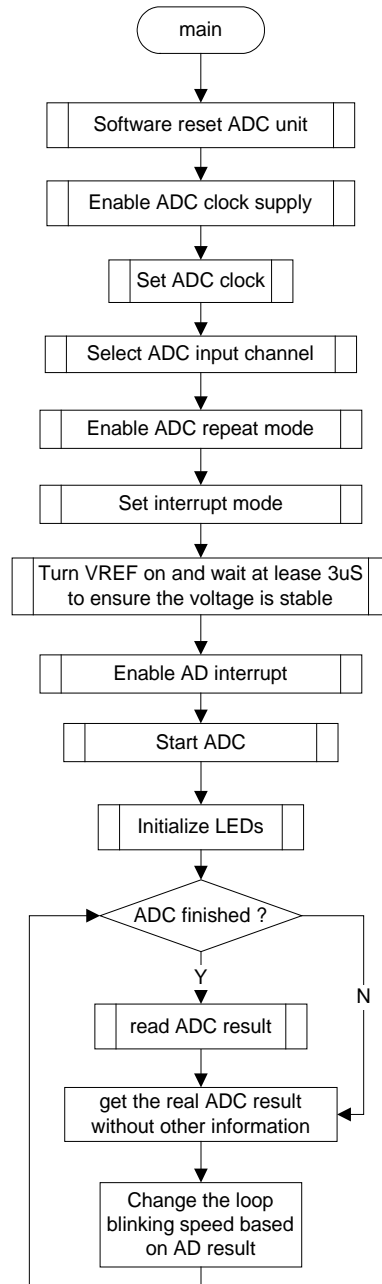 main
Software reset ADC unit
Enable ADC clock supply
Set ADC clock
Select ADC input channel
Enable ADC repeat mode
Set interrupt mode
Turn VREF on and wait at lease 3uS
to ensure the voltage is stable
Enable AD interrupt
Start ADC
Initialize LEDs
ADC finished ?
Y
N
read ADC result
get the real ADC result
without other information
Change the loop
blinking speed based
on AD result